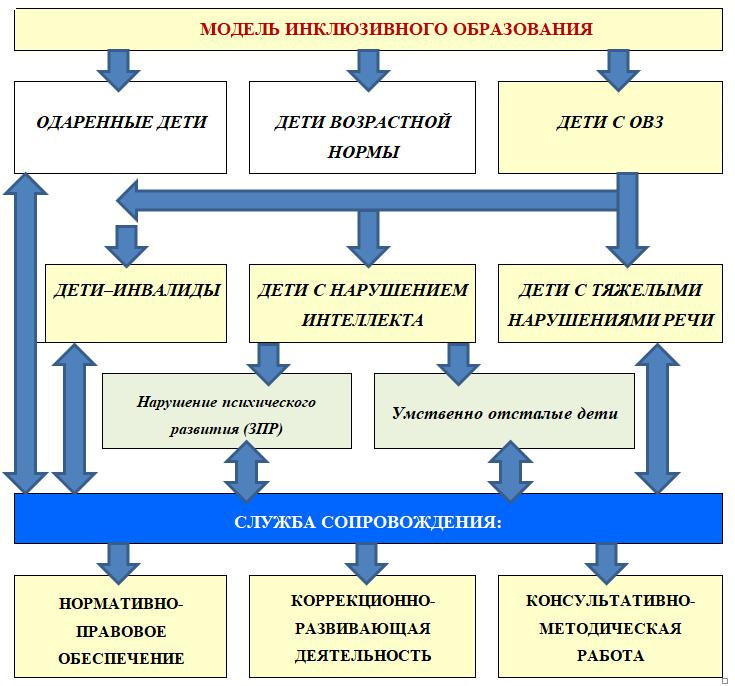 МОДЕЛЬ ИНКЛЮЗИВНОГО ОБРАЗОВАНИЯ
ОДАРЕННЫЕ ДЕТИ
ДЕТИ ВОЗРАСТНОЙ
НОРМЫ
ДЕТИ С ОВЗ
ДЕТИ–ИНВАЛИДЫ
ДЕТИ С НАРУШЕНИЕМ
ИНТЕЛЛЕКТА
ДЕТИ С ТЯЖЕЛЫМИ
НАРУШЕНИЯМИ РЕЧИ
Нарушение психического
развития (ЗПР)
Умственно отсталые дети
СЛУЖБА СОПРОВОЖДЕНИЯ:
НОРМАТИВНО-
ПРАВОВОЕ
ОБЕСПЕЧЕНИЕ
КОРРЕКЦИОННО-
РАЗВИВАЮЩАЯ
ДЕЯТЕЛЬНОСТЬ
КОНСУЛЬТАТИВНО-
МЕТОДИЧЕСКАЯ
РАБОТА